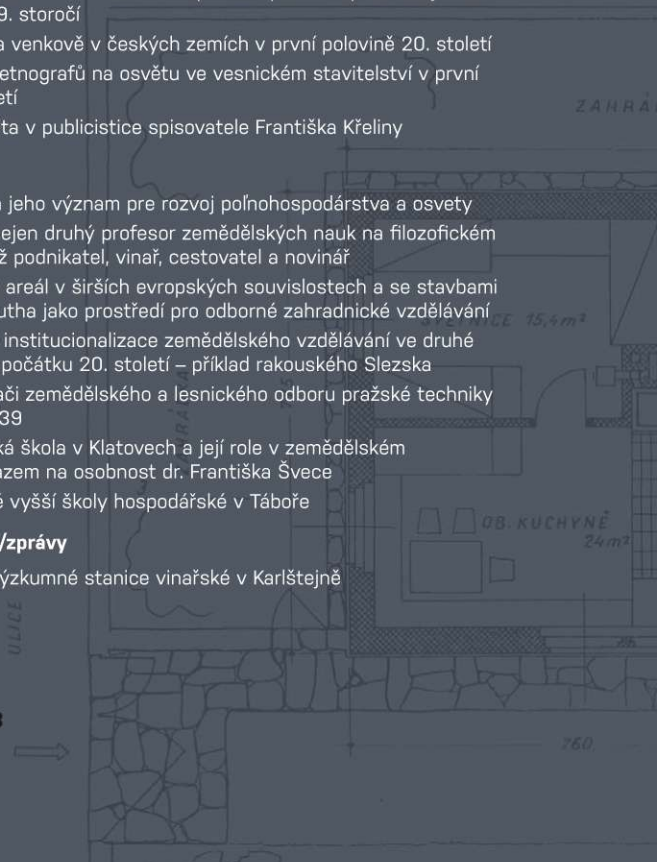 9. storočí
a venkově v českých zemích v první polovině 20. století
etnografů na osvětu ve vesnickém stavitelství v první
etí
ta v publicistice spisovatele Františka Křeliny
jeho význam pre rozvoj poľnohospodárstva a osvety
ejen druhý profesor zemědělských nauk na filozofickém
ž podnikatel, vinař, cestovatel a novinář
areál v širších evropských souvislostech a se stavbami
utha jako prostředí pro odborné zahradnické vzdělávání
institucionalizace zemědělského vzdělávání ve druhé
počátku 20. století – příklad rakouského Slezska
ači zemědělského a lesnického odboru pražské techniky
39
ká škola v Klatovech a její role v zemědělském
azem na osobnost dr. Františka Švece
é vyšší školy hospodářské v Táboře
/zprávy
ýzkumné stanice vinařské v Karlštejně
ZAHRÁ
SVĚTNICE 15,4m²
OB. KUCHYNĚ
24m²
ULICE
760